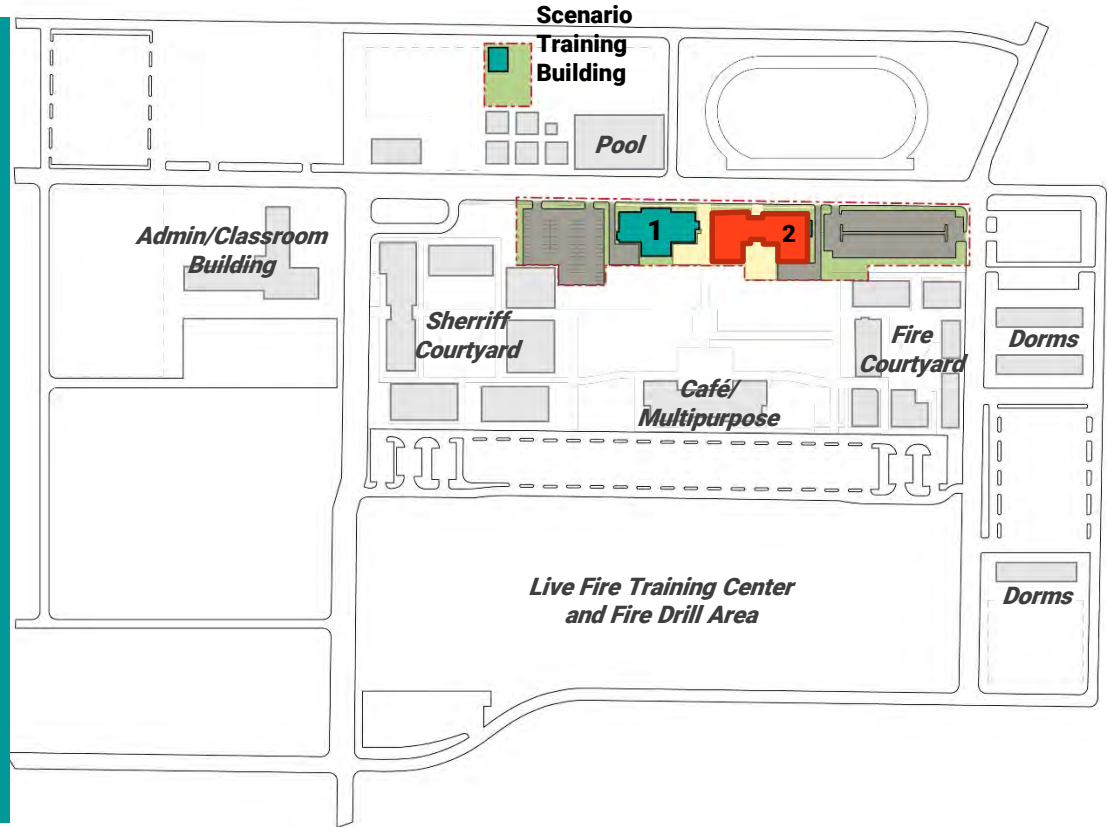 Scenario
Training
Building
Pool
Admin/Classroom
Building
1
2
Sherriff
Courtyard
Fire
Courtyard
Dorms
Café/
Multipurpose
Live Fire Training Center
and Fire Drill Area
Dorms